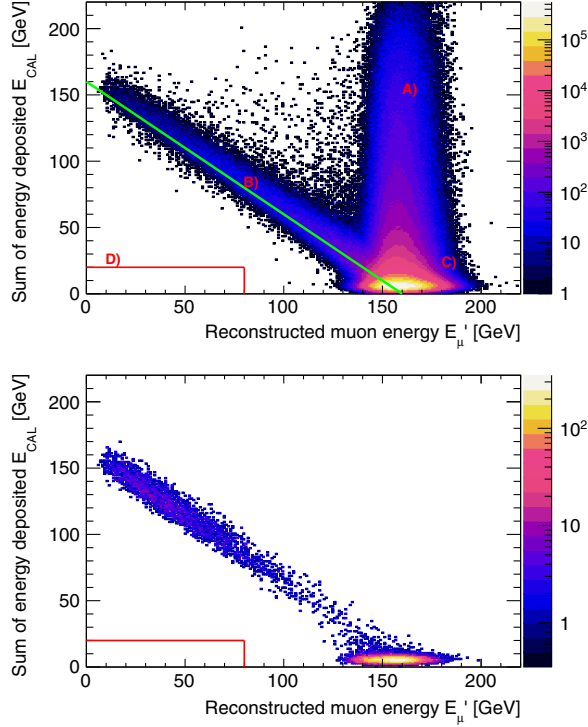 Sum of energy deposited E_CAL [GeV]
220
200
150
100
50
0
A)
B)
C)
D)
0 50 100 150 200
Reconstructed muon energy E_μ' [GeV]
10^5
10^4
10^3
10^2
10
1
Sum of energy deposited E_CAL [GeV]
200
150
100
50
0
0 50 100 150 200
Reconstructed muon energy E_μ' [GeV]
10^2
10
1